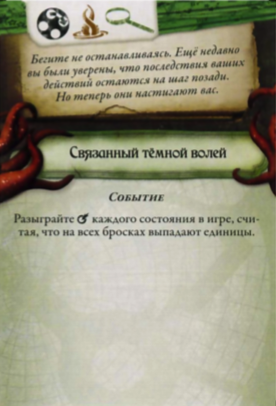 Бегите не останавливаясь. Ещё недавно
вы были уверены, что последствия ваших
действий остаются на шаг позади.
Но теперь они настигают вас.
Связанный тёмной волей
Событие
Разыграйте каждого состояния в игре, счи-
тая, что на всех бросках выпадают единицы.